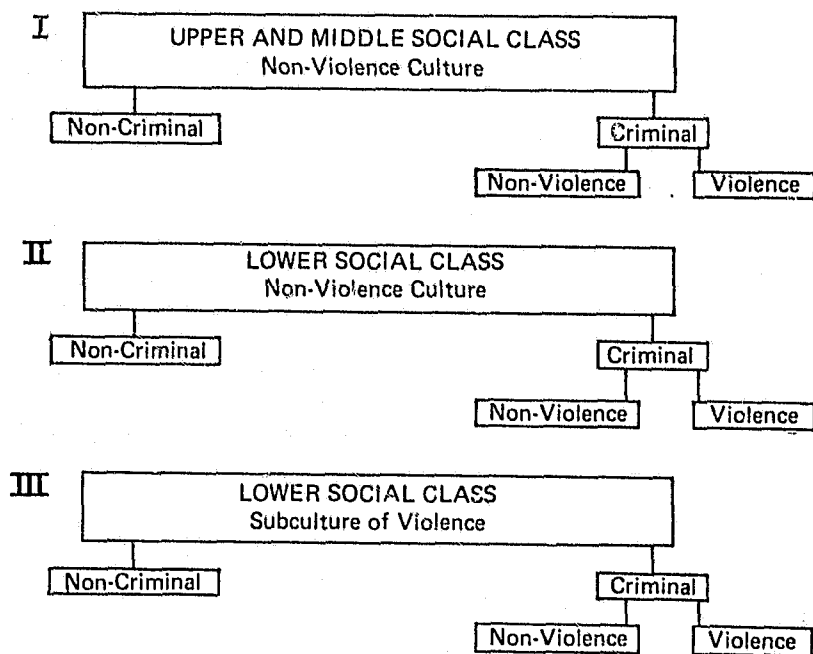 I
UPPER AND MIDDLE SOCIAL CLASS
Non-Violence Culture
Non-Criminal
Criminal
Non-Violence
Violence
II
LOWER SOCIAL CLASS
Non-Violence Culture
Non-Criminal
Criminal
Non-Violence
Violence
III
LOWER SOCIAL CLASS
Subculture of Violence
Non-Criminal
Criminal
Non-Violence
Violence